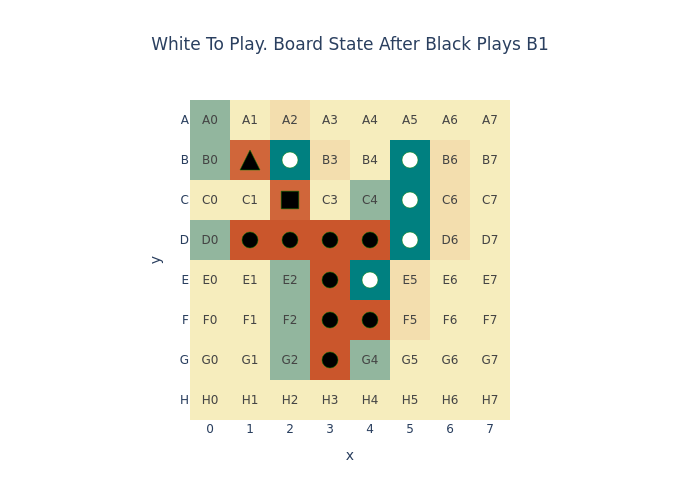 White To Play. Board State After Black Plays B1
A A0 A1 A2 A3 A4 A5 A6 A7
B B0 B3 B4 B6 B7
C C0 C1 C3 C4 C6 C7
D D0 D6 D7
y
E E0 E1 E2 E5 E6 E7
F F0 F1 F2 F5 F6 F7
G G0 G1 G2 G4 G5 G6 G7
H H0 H1 H2 H3 H4 H5 H6 H7
0 1 2 3 4 5 6 7
x